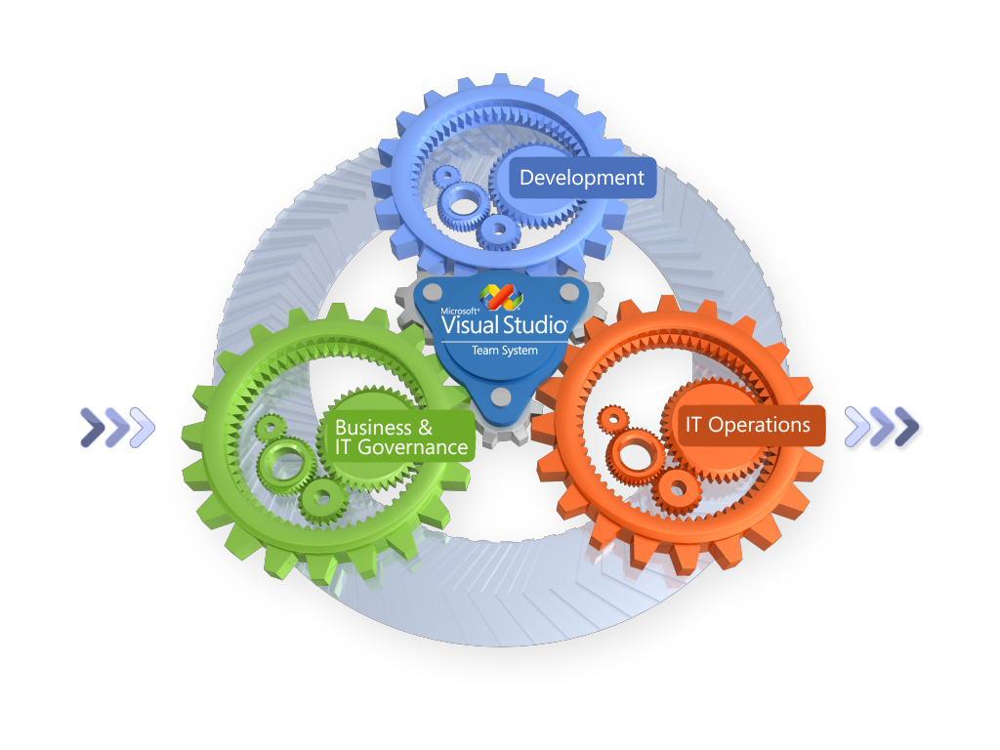 Development
Microsoft®
Visual Studio
Team System
Business &
IT Governance
IT Operations